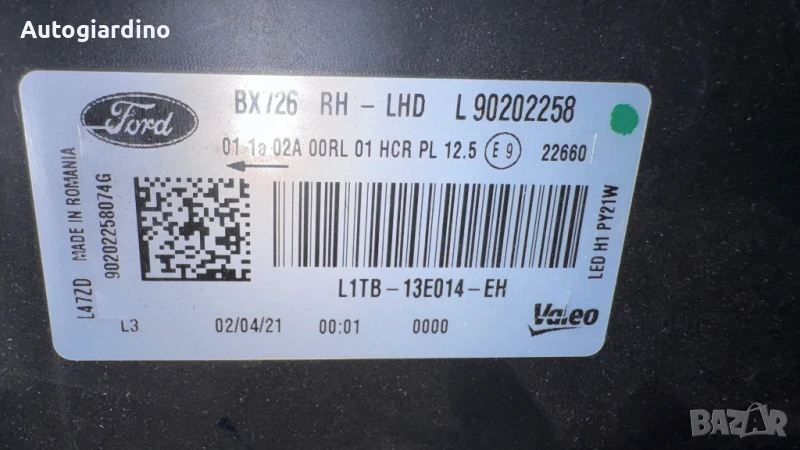 Autogiardino
Ford
BX726 RH - LHD L 90202258
01 1a 02A 00RL 01 HCR PL 12.5 E9 22660
L47ZD MADE IN ROMANIA
90202258074G
LED H1 PY21W
L1TB-13E014-EH
L3 02/04/21 00:01 0000
Valeo
BAZAR